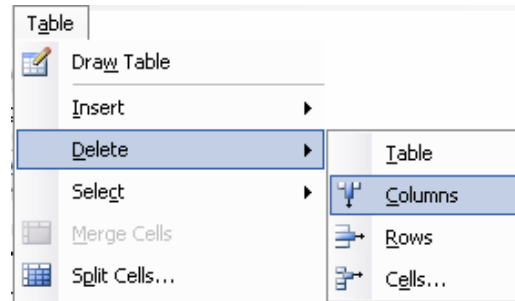 Table
Draw Table
Insert
Delete
Table
Select
Columns
Merge Cells
Rows
Split Cells...
Cells...